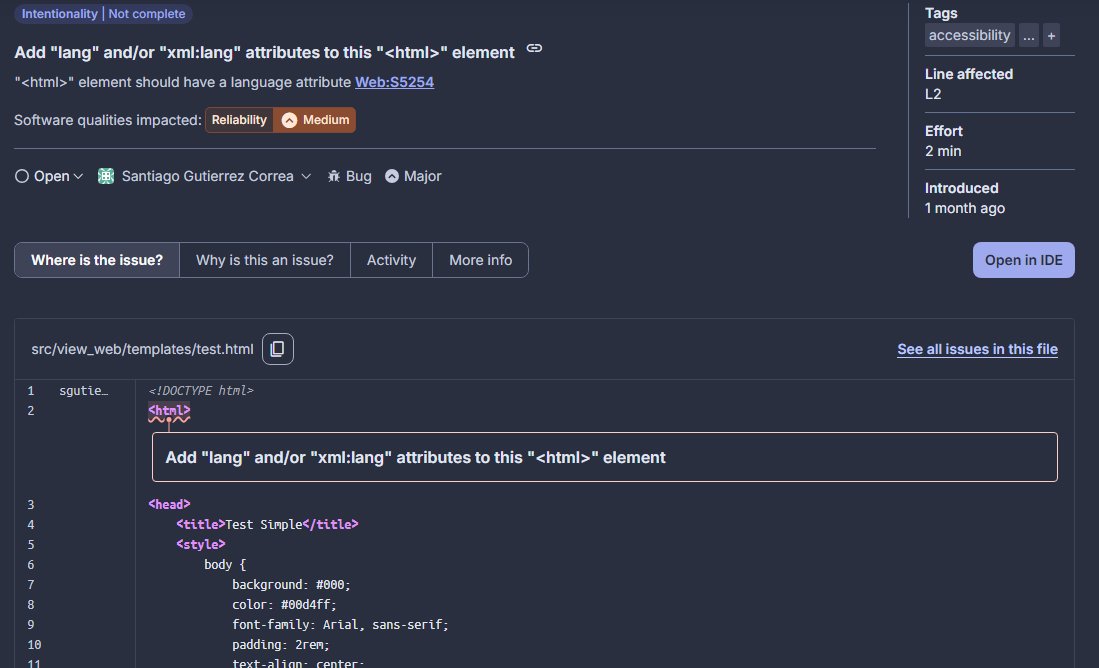 Intentionality | Not complete
Add "lang" and/or "xml:lang" attributes to this "<html>" element
"<html>" element should have a language attribute Web:S5254
Software qualities impacted: Reliability Medium
Open Santiago Gutierrez Correa Bug Major
Tags
accessibility ... +
Line affected
L2
Effort
2 min
Introduced
1 month ago
Where is the issue? Why is this an issue? Activity More info
Open in IDE
src/view_web/templates/test.html
See all issues in this file
1 sgutie… <!DOCTYPE html>
2 <html>
Add "lang" and/or "xml:lang" attributes to this "<html>" element
3 <head>
4 <title>Test Simple</title>
5 <style>
6 body {
7 background: #000;
8 color: #00d4ff;
9 font-family: Arial, sans-serif;
10 padding: 2rem;
11 text-align: center;